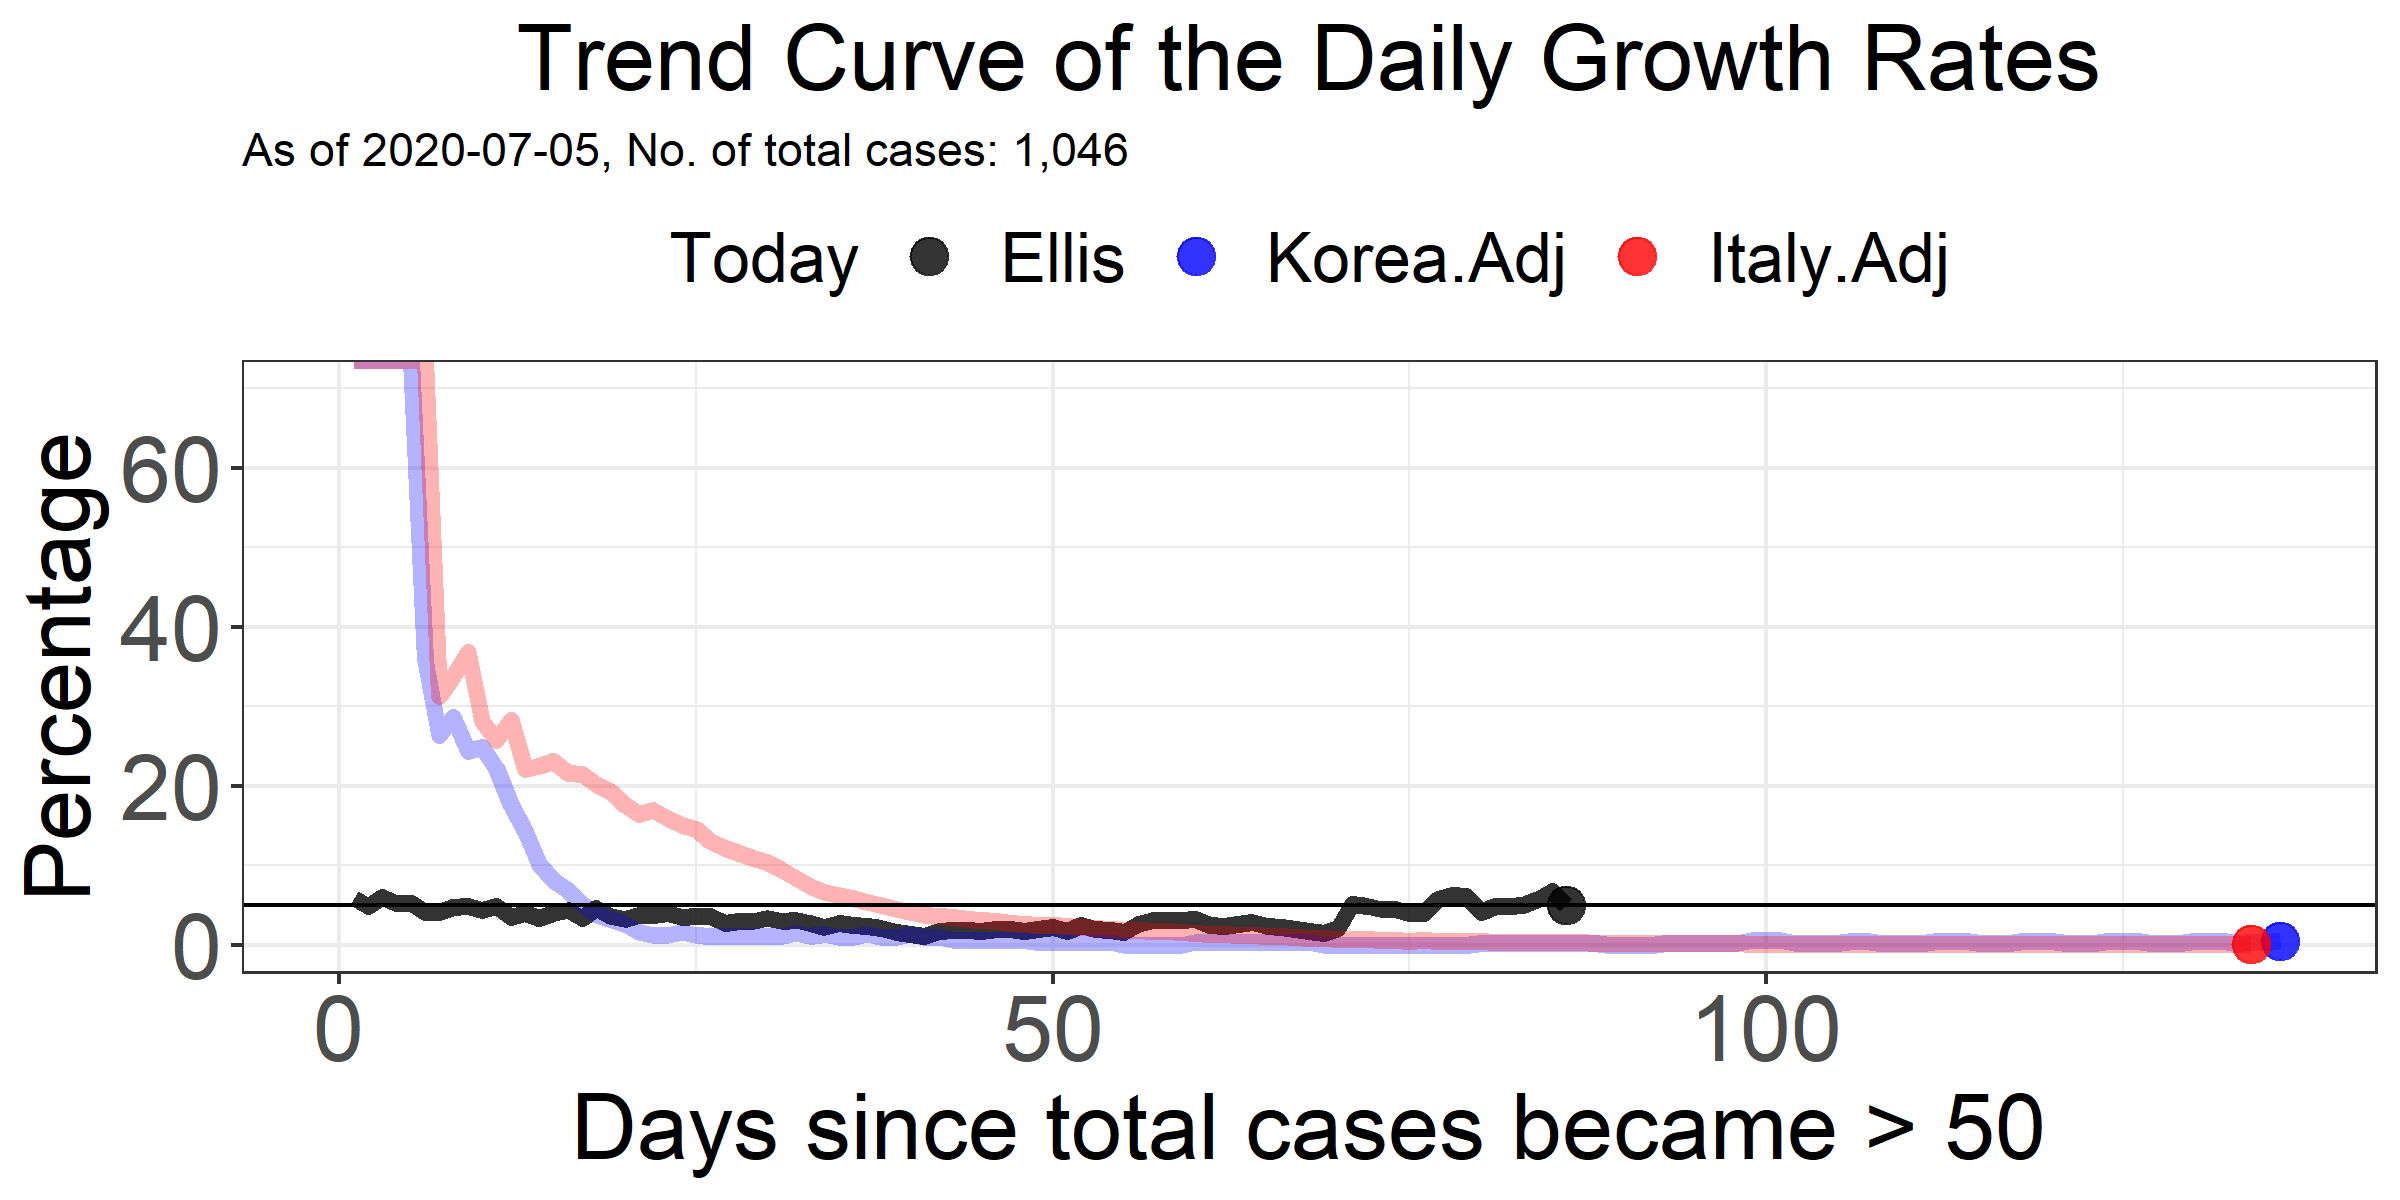 Trend Curve of the Daily Growth Rates
As of 2020-07-05, No. of total cases: 1,046
Today Ellis Korea.Adj Italy.Adj
Percentage
60
40
20
0
0 50 100
Days since total cases became > 50